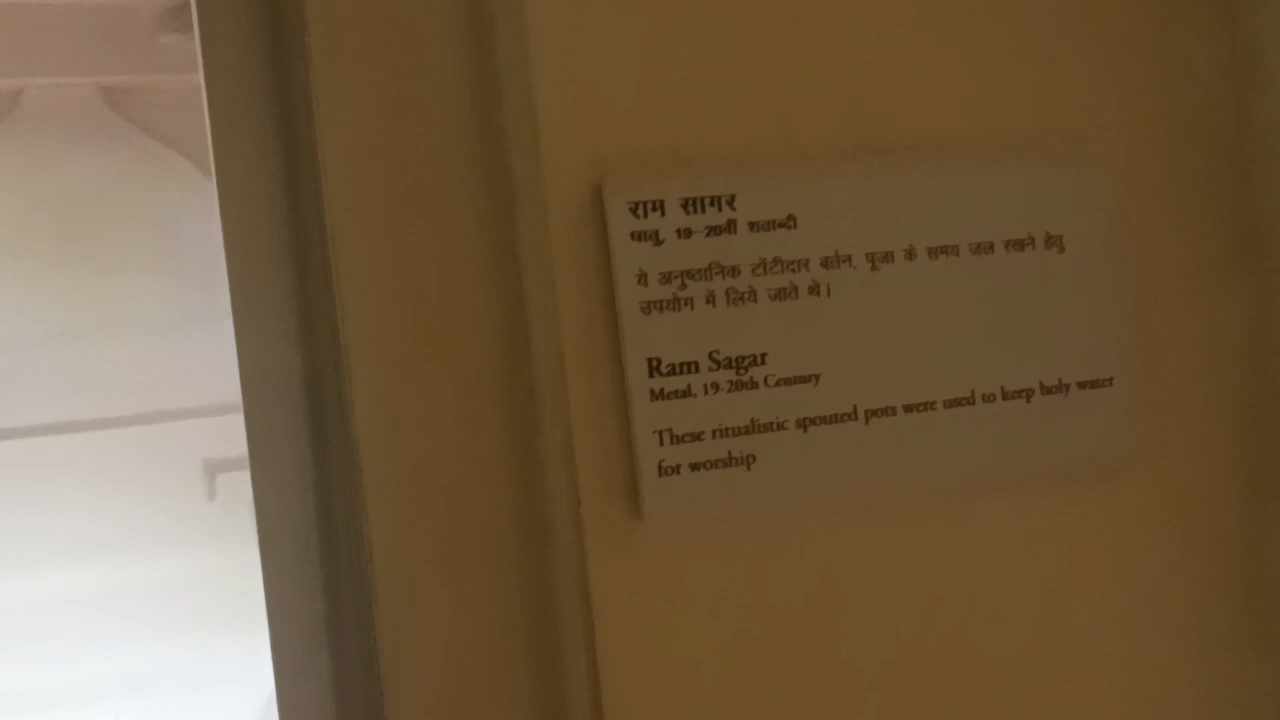 राम सागर
धातु, 19-20वीं शताब्दी
ये अनुष्ठानिक टोंटीदार बर्तन, पूजा के समय जल रखने हेतु
उपयोग में लिये जाते थे।
Ram Sagar
Metal, 19-20th Century
These ritualistic spouted pots were used to keep holy water
for worship